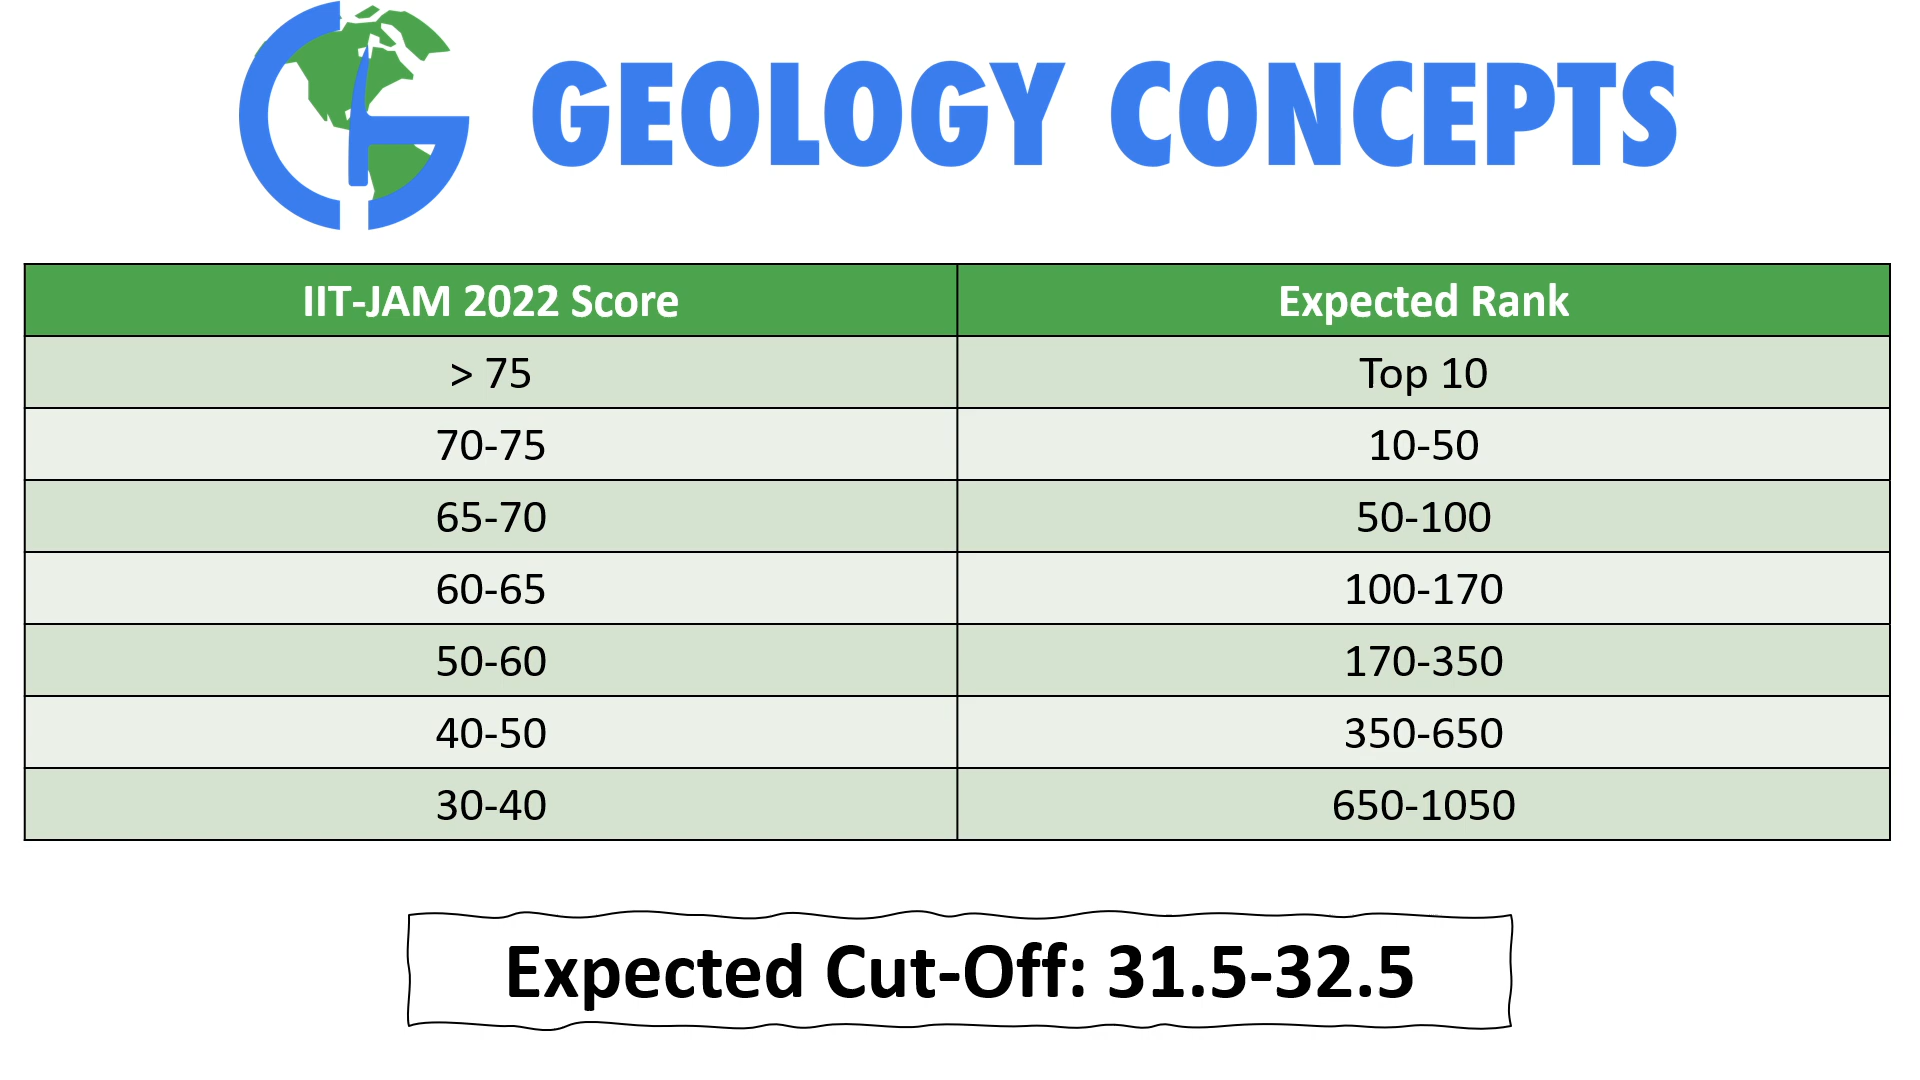 GEOLOGY CONCEPTS
IIT-JAM 2022 Score Expected Rank
> 75 Top 10
70-75 10-50
65-70 50-100
60-65 100-170
50-60 170-350
40-50 350-650
30-40 650-1050
Expected Cut-Off: 31.5-32.5